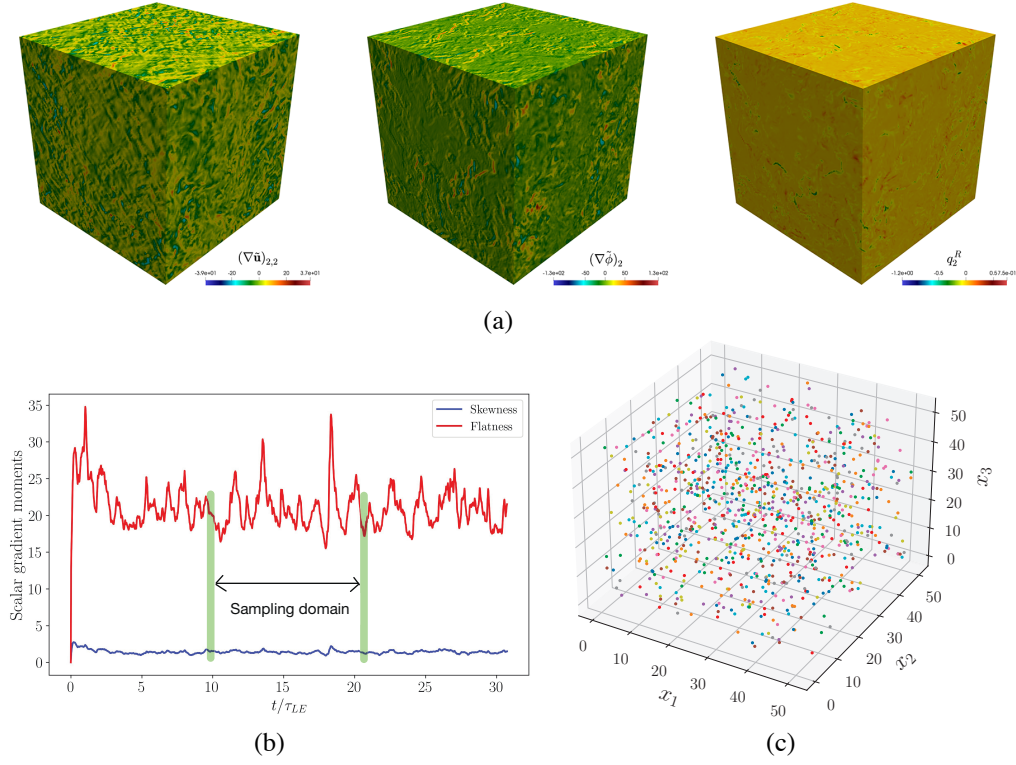 (∇ũ)₂,₂
-3.9e+01 -20 0 20 3.7e+01
(∇φ̃)₂
-1.3e+02 -50 0 50 1.3e+02
q₂ᴿ
-1.2e+00 -0.5 0 0.57.5e-01
(a)
35
30
25
20
15
10
5
0
Scalar gradient moments
Skewness
Flatness
Sampling domain
0 5 10 15 20 25 30
t/τLE
(b)
50
40
30
20
10
0
x₃
0 10 20 30 40 50
x₁
0 10 20 30 40 50
x₂
(c)